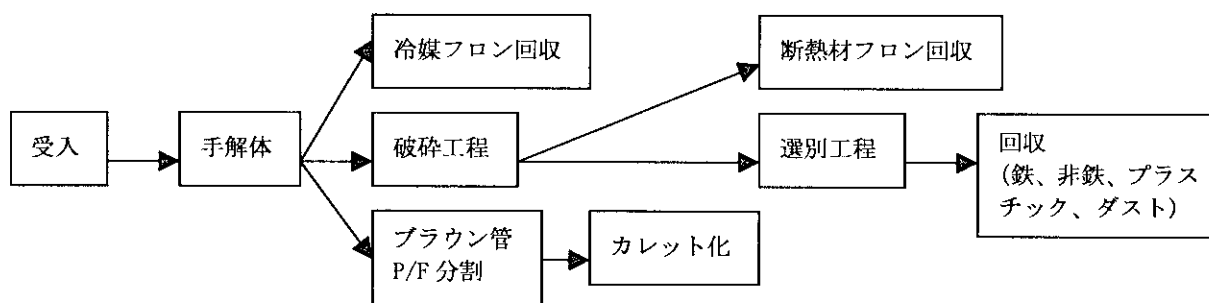 冷媒フロン回収
断熱材フロン回収
受入
手解体
破砕工程
選別工程
回収
(鉄、非鉄、プラス
チック、ダスト)
ブラウン管
P/F 分割
カレット化